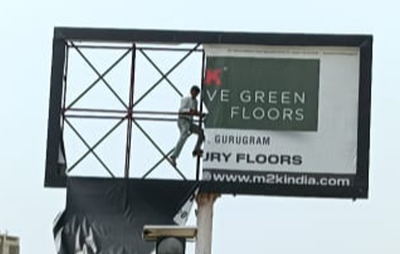 K
VE GREEN
FLOORS
. GURUGRAM
URY FLOORS
www.m2kindia.com